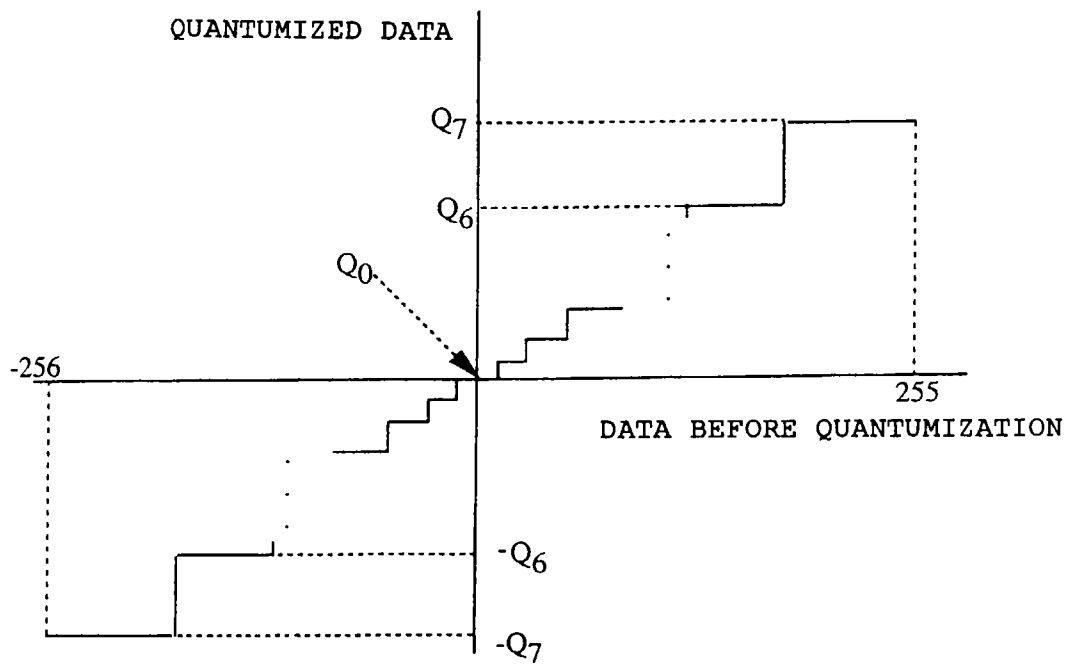 QUANTUMIZED DATA
Q7
Q6
Q0
-256
255
DATA BEFORE QUANTUMIZATION
-Q6
-Q7